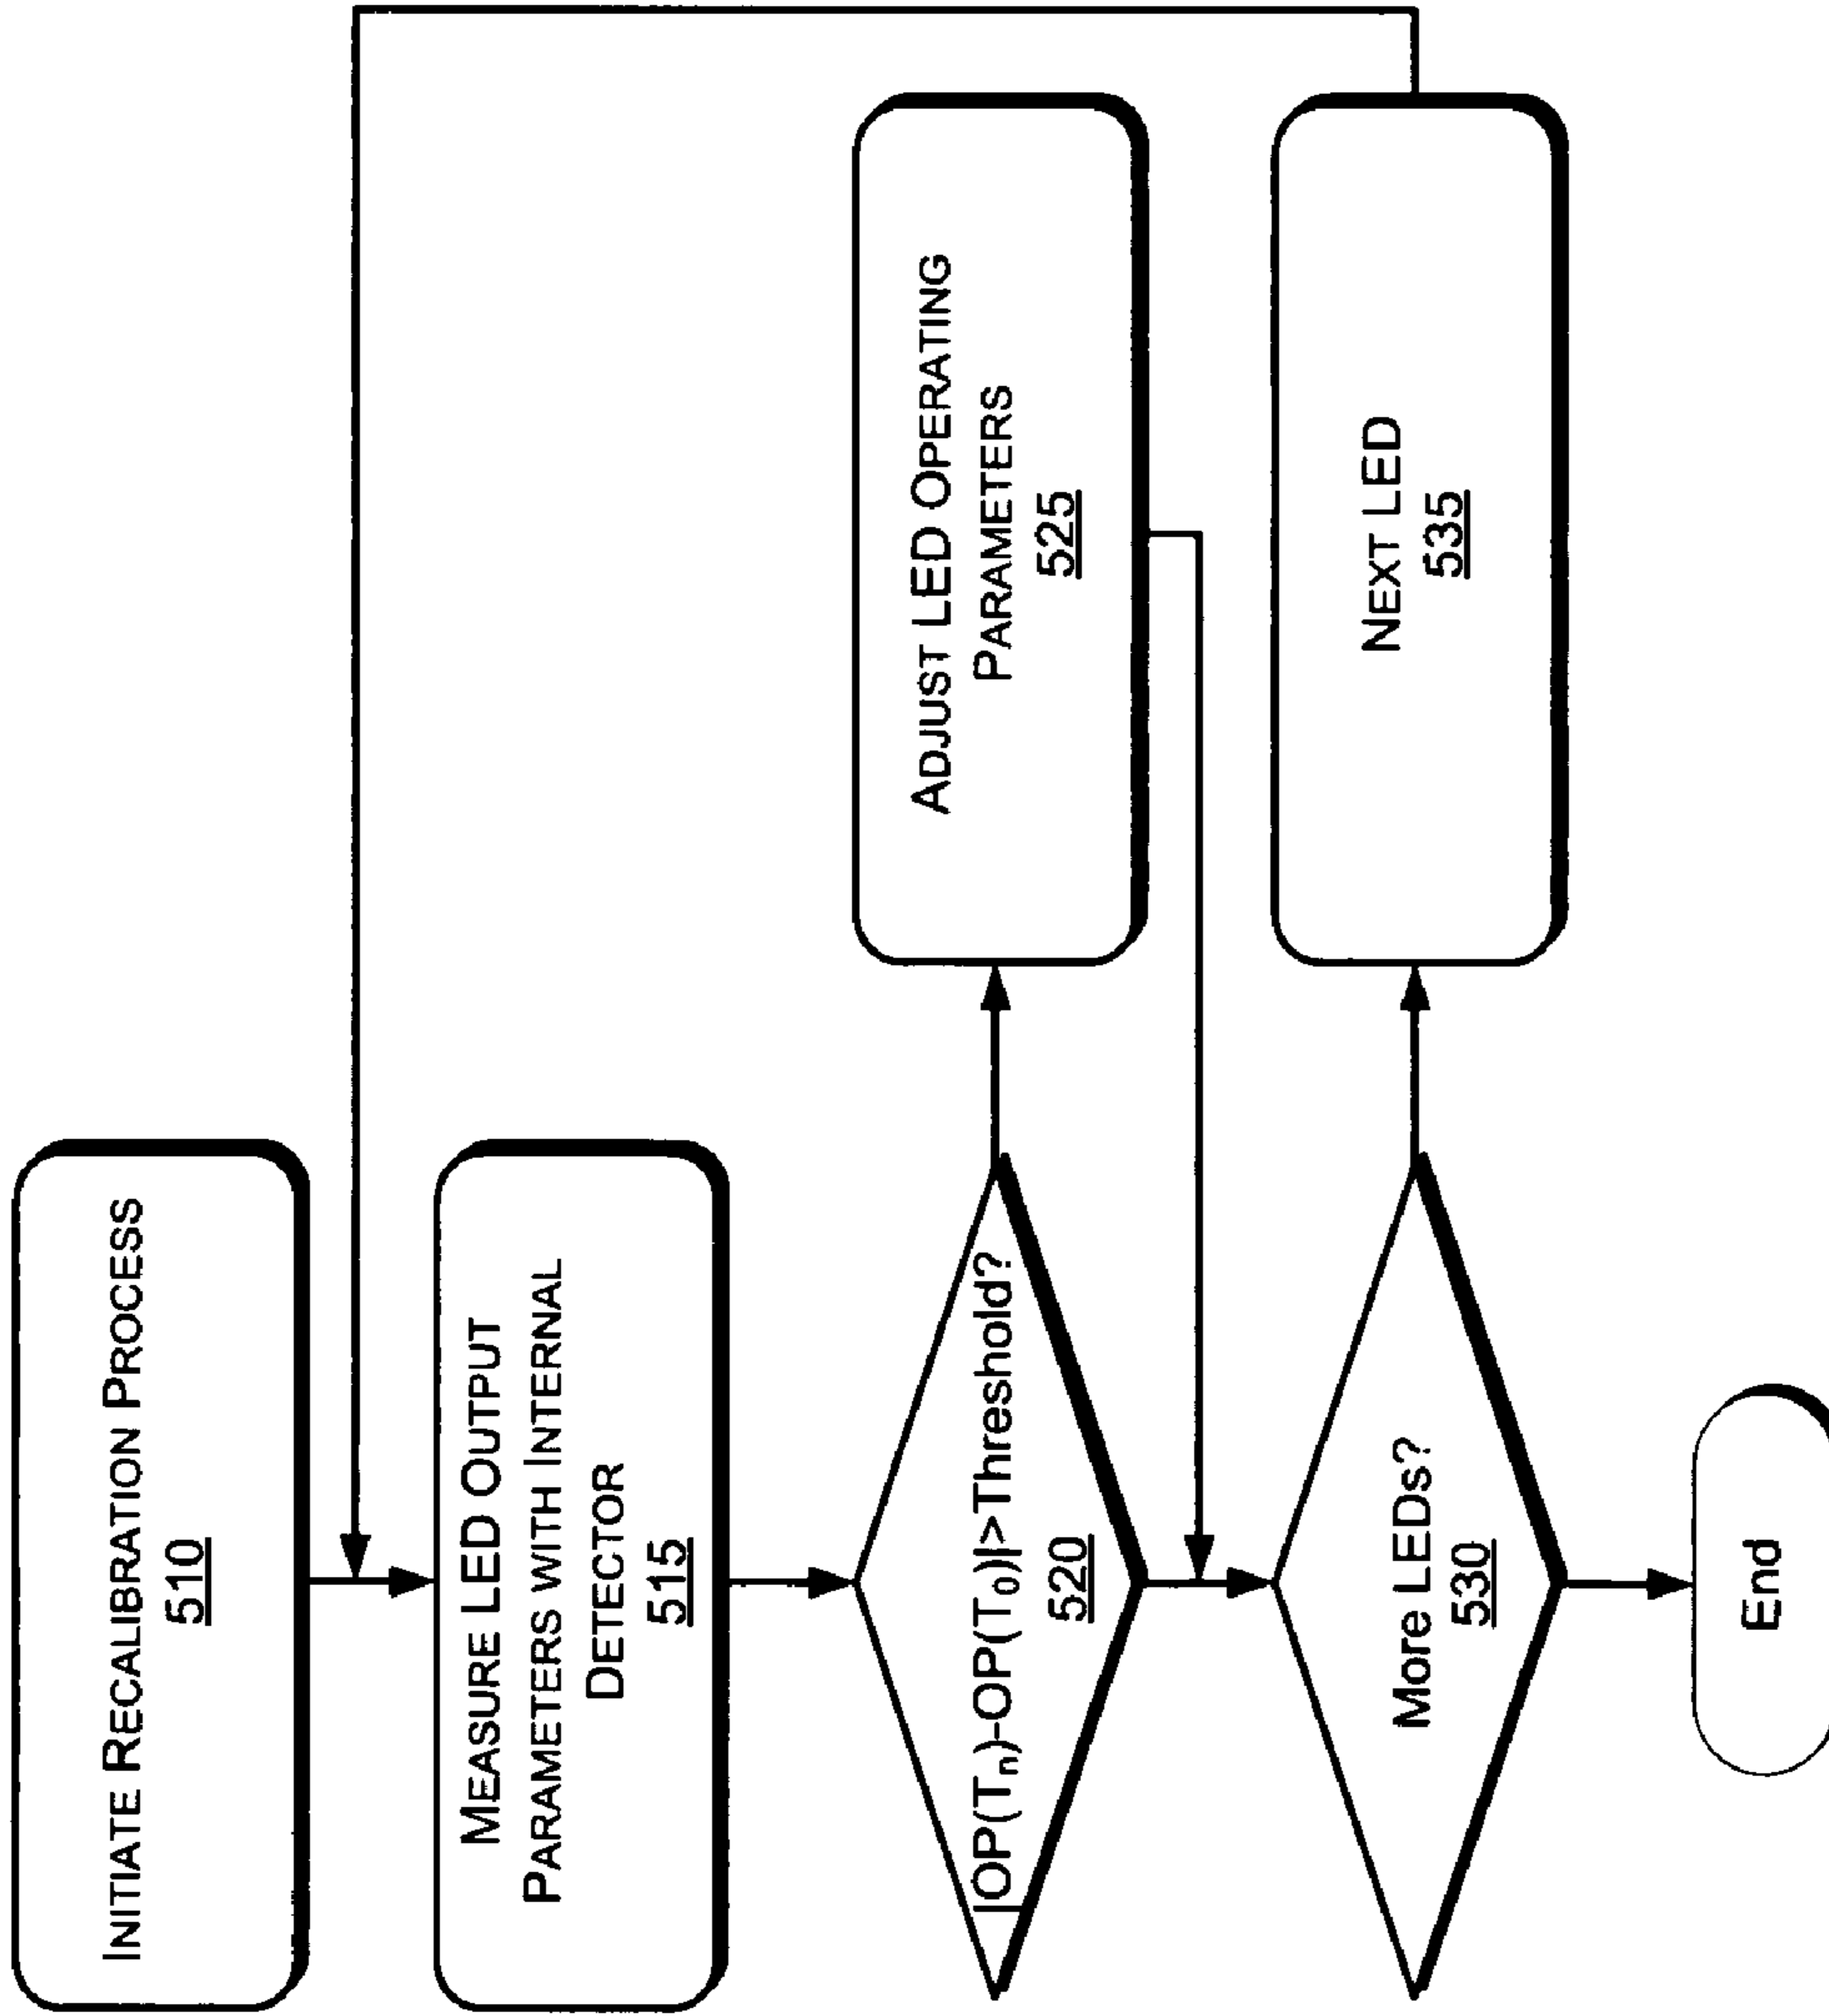 INITIATE RECALIBRATION PROCESS
510
MEASURE LED OUTPUT
PARAMETERS WITH INTERNAL
DETECTOR
515
|OP(Tn)-OP(T0)|>Threshold?
520
ADJUST LED OPERATING
PARAMETERS
525
More LEDs?
530
NEXT LED
535
End